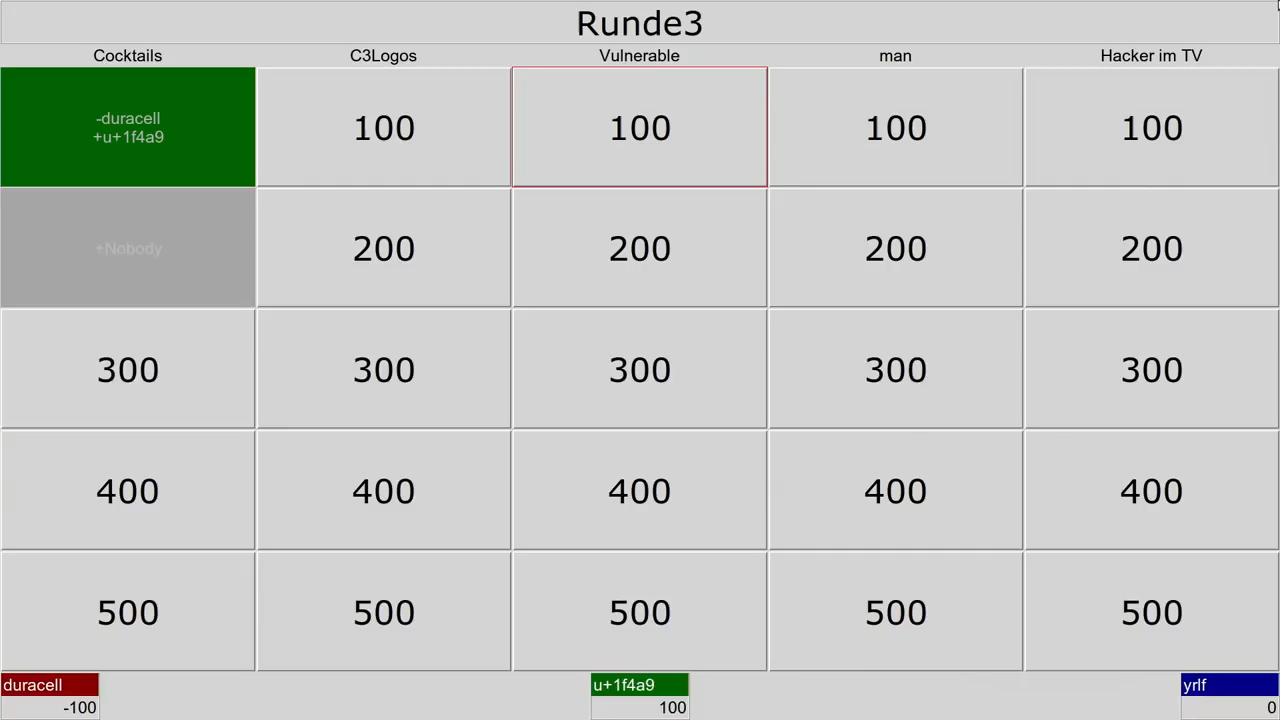 Runde3
Cocktails C3Logos Vulnerable man Hacker im TV
-duracell
+u+1f4a9
100 100 100 100
+Nobody
200 200 200 200
300 300 300 300 300
400 400 400 400 400
500 500 500 500 500
duracell u+1f4a9 yrlf
-100 100 0